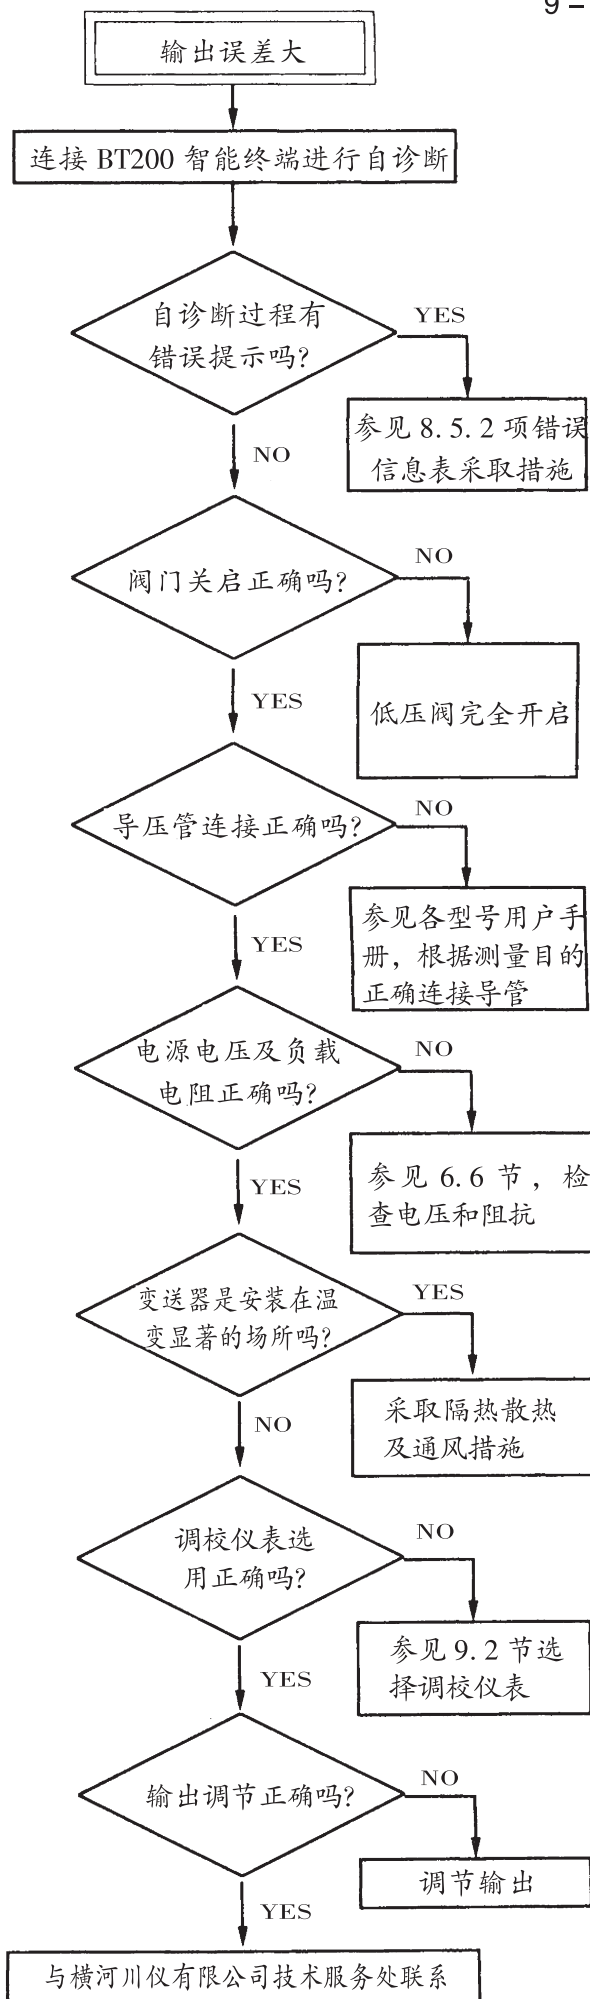 9 –
输出误差大
连接 BT200 智能终端进行自诊断
自诊断过程有
错误提示吗?
YES
参见 8.5.2 项错误
信息表采取措施
NO
阀门关启正确吗?
NO
低压阀完全开启
YES
导压管连接正确吗?
NO
参见各型号用户手
册，根据测量目的
正确连接导管
YES
电源电压及负载
电阻正确吗?
NO
参见 6.6 节，检
查电压和阻抗
YES
变送器是安装在温
变显著的场所吗?
YES
采取隔热散热
及通风措施
NO
调校仪表选
用正确吗?
NO
参见 9.2 节选
择调校仪表
YES
输出调节正确吗?
NO
调节输出
YES
与横河川仪有限公司技术服务处联系